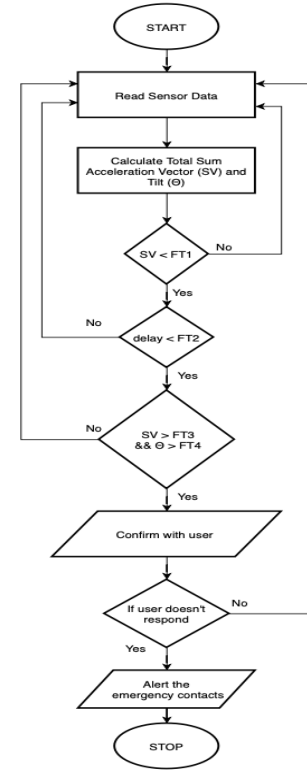 START
Read Sensor Data
Calculate Total Sum
Acceleration Vector (SV) and
Tilt (Θ)
SV < FT1
No
Yes
No
delay < FT2
Yes
No
SV > FT3
&& Θ > FT4
Yes
Confirm with user
If user doesn't
respond
No
Yes
Alert the
emergency contacts
STOP